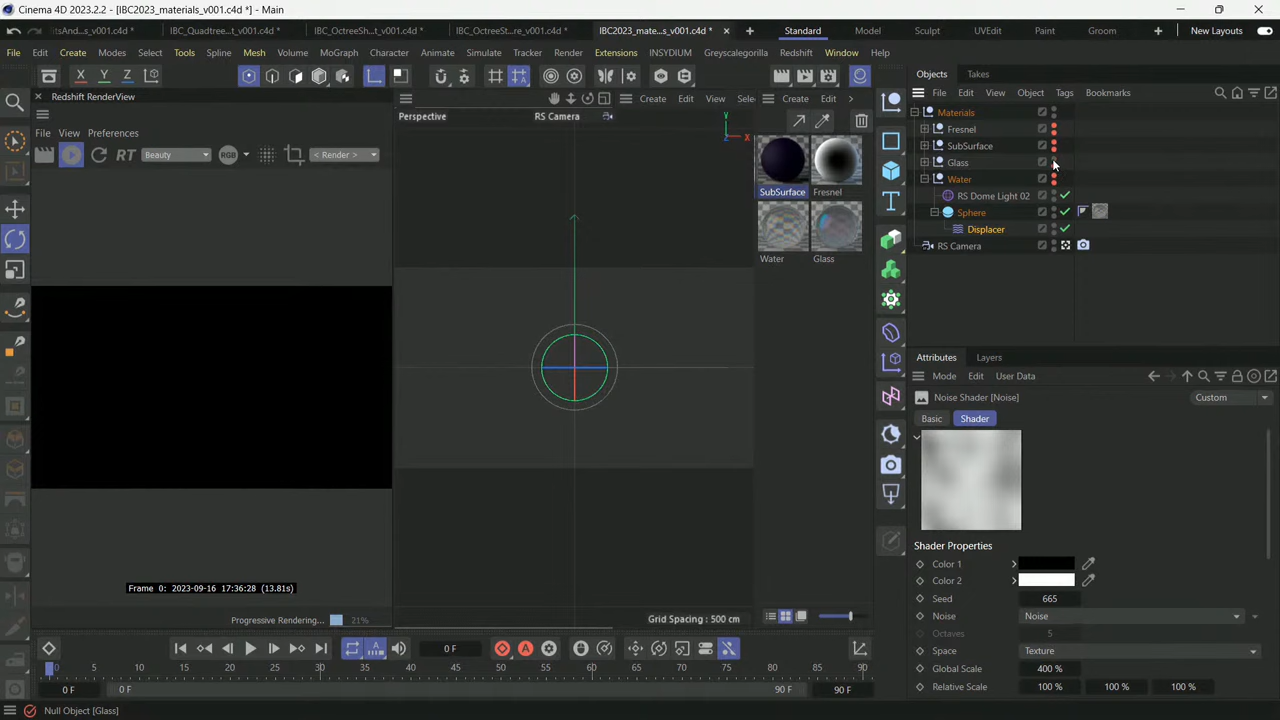 Cinema 4D 2023.2.2 - [IBC2023_materials_v001.c4d *] - Main
itsAnd...s_v001.c4d *
IBC_Quadtree...t_v001.c4d *
IBC_OctreeSh...t_v001.c4d *
IBC_OctreeSt...re_v001.c4d *
IBC2023_mate...s_v001.c4d *
Standard
Model
Sculpt
UVEdit
Paint
Groom
New Layouts
File Edit Create Modes Select Tools Spline Mesh Volume MoGraph Character Animate Simulate Tracker Render Extensions INSYDIUM Greyscalegorilla Redshift Window Help
X Y Z
Objects Takes
File Edit View Object Tags Bookmarks
Redshift RenderView
File View Preferences
RT Beauty RGB < Render >
Create Edit View Sele
Create Edit
Perspective
RS Camera
Y
X
SubSurface
Fresnel
Water
Glass
Materials
Fresnel
SubSurface
Glass
Water
RS Dome Light 02
Sphere
Displacer
RS Camera
Attributes Layers
Mode Edit User Data
Noise Shader [Noise]
Custom
Basic Shader
Shader Properties
Color 1
Color 2
Seed 665
Noise Noise
Octaves 5
Space Texture
Global Scale 400 %
Relative Scale 100 % 100 % 100 %
Frame 0: 2023-09-16 17:36:28 (13.81s)
Progressive Rendering... 21%
Grid Spacing : 500 cm
0 F
0 5 10 15 20 25 30 35 40 45 50 55 60 65 70 75 80 85 90
0 F 0 F 90 F 90 F
Null Object [Glass]